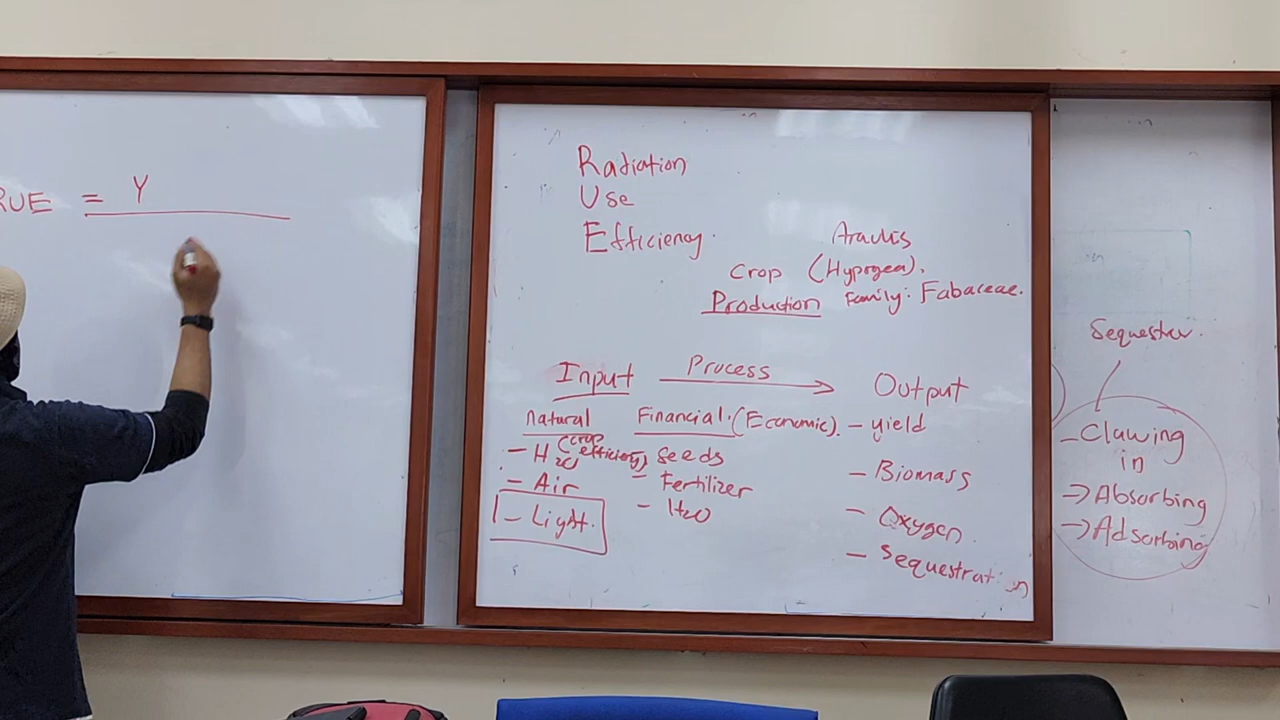 RUE = Y
Radiation
Use
Efficiency.
Arachis
Crop (Hypogea).
Production Family: Fabaceae.
Input Process Output
natural Financial. (Economic).
(crop efficiency)
- H2O
- Air
- Light.
- Seeds
- Fertilizer
- H2O
- yield
- Biomass
- Oxygen
- Sequestration
Sequester.
- Clawing
in
→ Absorbing
→ Adsorbing